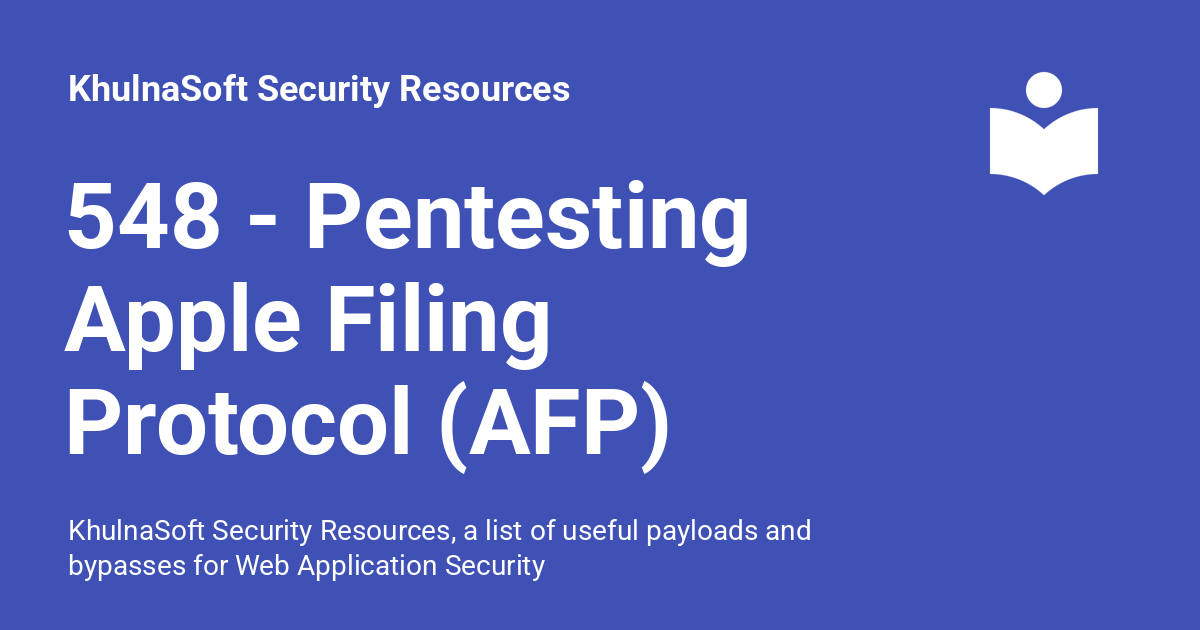 KhulnaSoft Security Resources
548 - Pentesting
Apple Filing
Protocol (AFP)
KhulnaSoft Security Resources, a list of useful payloads and
bypasses for Web Application Security